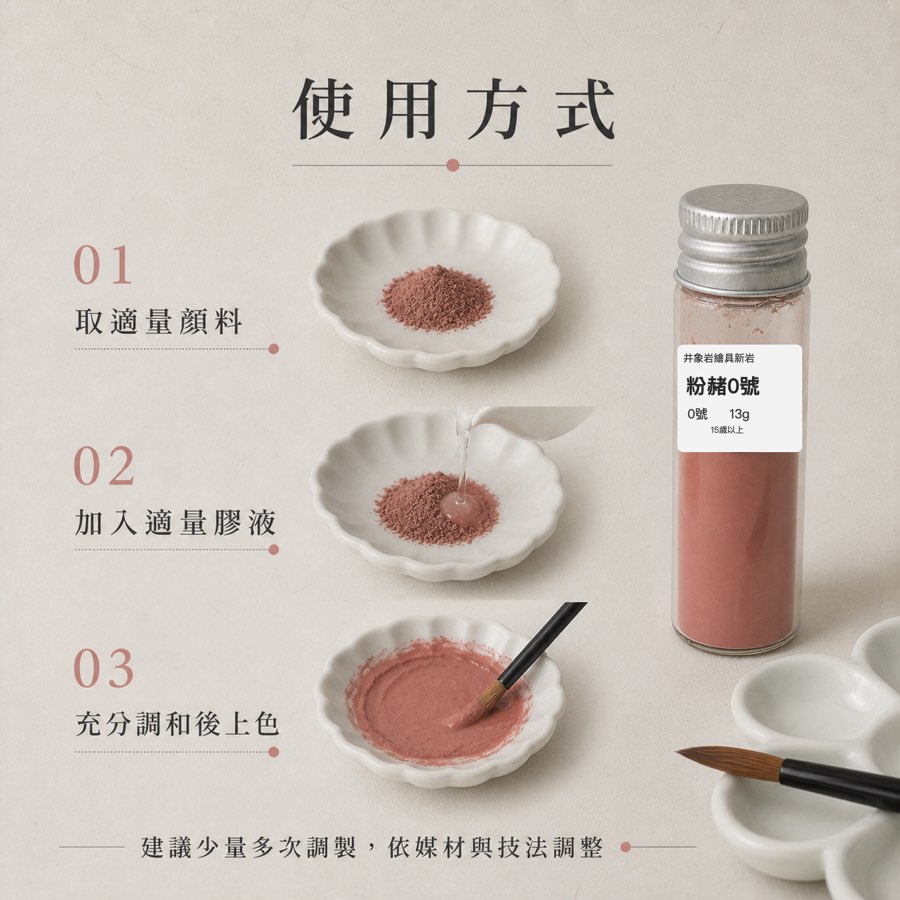 使用方式
01
取適量顏料
02
加入適量膠液
03
充分調和後上色
井象岩繪具新岩
粉赭0號
0號 13g
15歲以上
建議少量多次調製，依媒材與技法調整